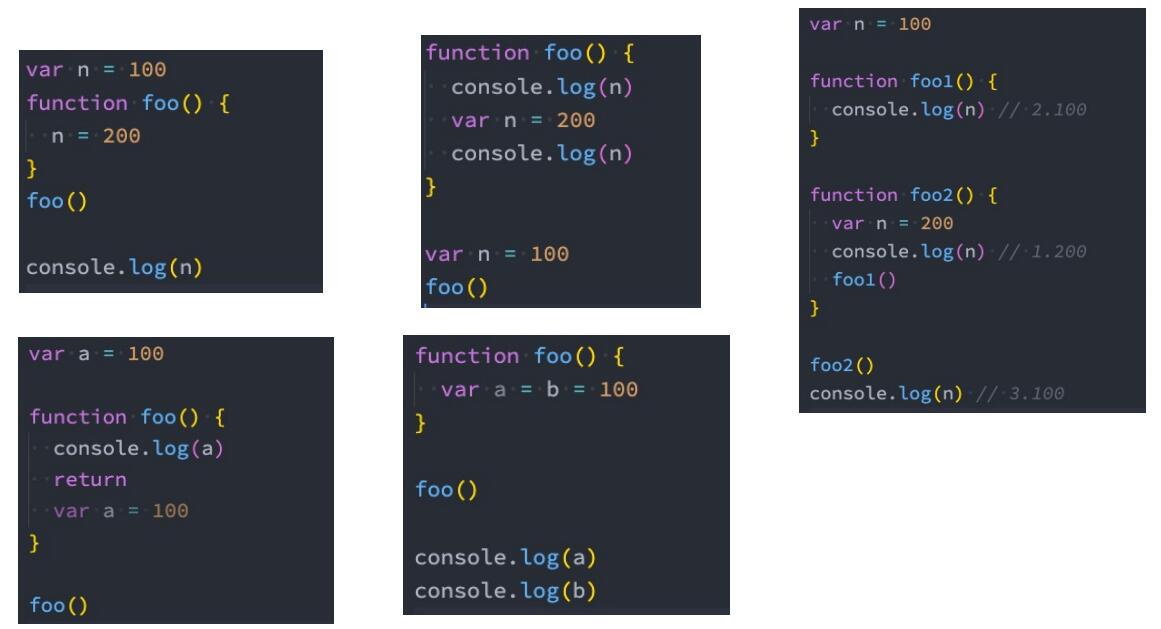 var n = 100
function foo() {
  n = 200
}
foo()
console.log(n)
function foo() {
  console.log(n)
  var n = 200
  console.log(n)
}
var n = 100
foo()
var n = 100
function foo1() {
  console.log(n) // 2.100
}
function foo2() {
  var n = 200
  console.log(n) // 1.200
  foo1()
}
foo2()
console.log(n) // 3.100
var a = 100
function foo() {
  console.log(a)
  return
  var a = 100
}
foo()
function foo() {
  var a = b = 100
}
foo()
console.log(a)
console.log(b)